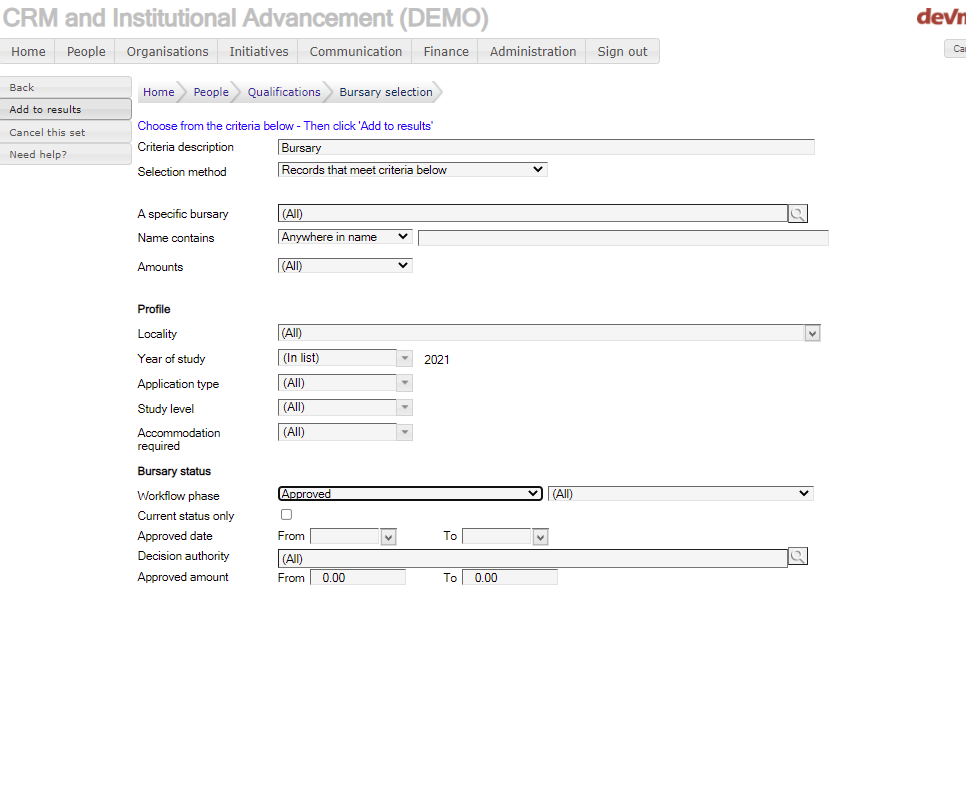 CRM and Institutional Advancement (DEMO)
Home People Organisations Initiatives Communication Finance Administration Sign out
Back
Add to results
Cancel this set
Need help?
Home People Qualifications Bursary selection
Choose from the criteria below - Then click 'Add to results'
Criteria description Bursary
Selection method Records that meet criteria below
A specific bursary (All)
Name contains Anywhere in name
Amounts (All)
Profile
Locality (All)
Year of study (In list) 2021
Application type (All)
Study level (All)
Accommodation required (All)
Bursary status
Workflow phase Approved (All)
Current status only
Approved date From To
Decision authority (All)
Approved amount From 0.00 To 0.00